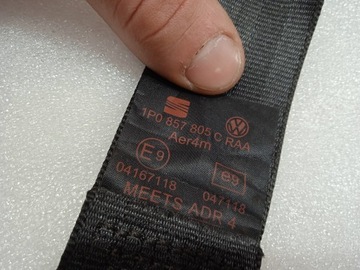 1P0 857 805 C RAA
Aer4m
E9 e9
04167118 047118
MEETS ADR 4